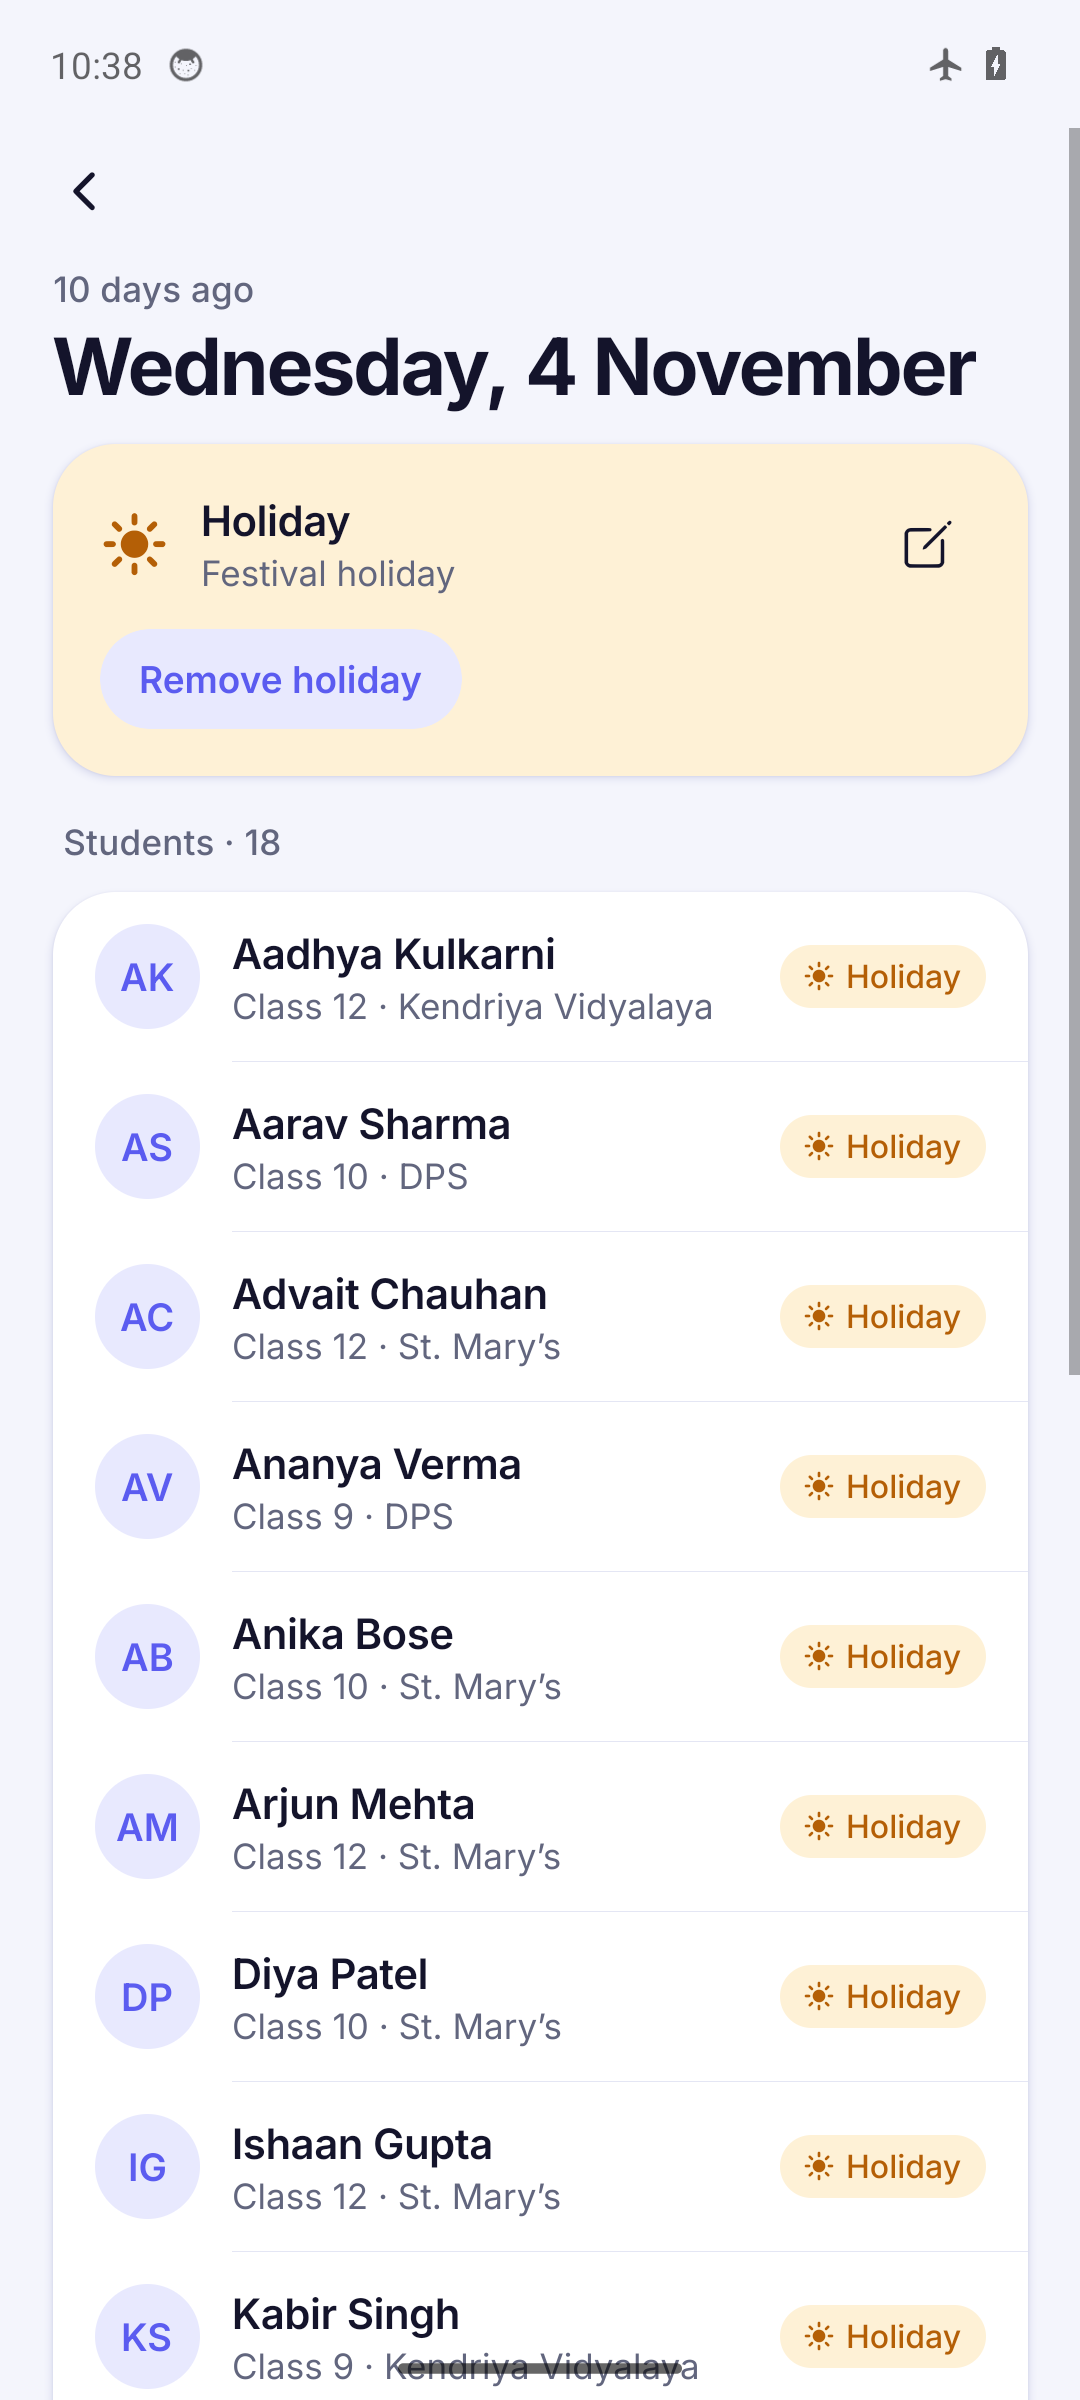 10:38
10 days ago
Wednesday, 4 November
Holiday
Festival holiday
Remove holiday
Students · 18
AK
Aadhya Kulkarni
Class 12 · Kendriya Vidyalaya
Holiday
AS
Aarav Sharma
Class 10 · DPS
Holiday
AC
Advait Chauhan
Class 12 · St. Mary’s
Holiday
AV
Ananya Verma
Class 9 · DPS
Holiday
AB
Anika Bose
Class 10 · St. Mary’s
Holiday
AM
Arjun Mehta
Class 12 · St. Mary’s
Holiday
DP
Diya Patel
Class 10 · St. Mary’s
Holiday
IG
Ishaan Gupta
Class 12 · St. Mary’s
Holiday
KS
Kabir Singh
Class 9 · Kendriya Vidyalaya
Holiday